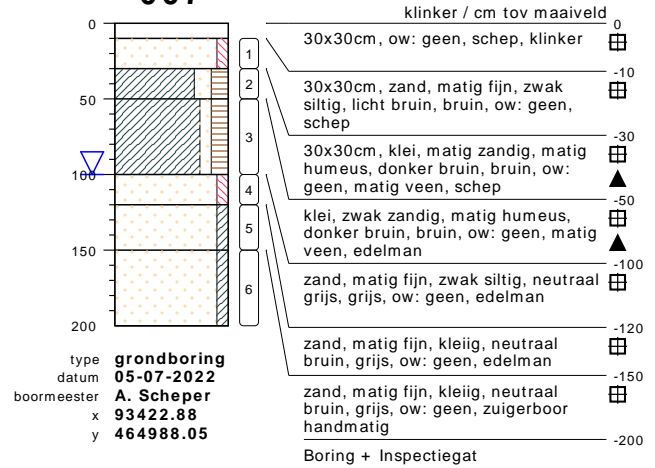 klinker / cm tov maaiveld
0
50
100
150
200
1
2
3
4
5
6
0
30x30cm, ow: geen, schep, klinker
-10
30x30cm, zand, matig fijn, zwak
siltig, licht bruin, bruin, ow: geen,
schep
-30
30x30cm, klei, matig zandig, matig
humeus, donker bruin, bruin, ow:
geen, matig veen, schep
-50
klei, zwak zandig, matig humeus,
donker bruin, bruin, ow: geen, matig
veen, edelman
-100
zand, matig fijn, zwak siltig, neutraal
grijs, grijs, ow: geen, edelman
-120
zand, matig fijn, kleiig, neutraal
bruin, grijs, ow: geen, edelman
-150
zand, matig fijn, kleiig, neutraal
bruin, grijs, ow: geen, zuigerboor
handmatig
-200
Boring + Inspectiegat
type grondboring
datum 05-07-2022
boormeester A. Scheper
x 93422.88
y 464988.05